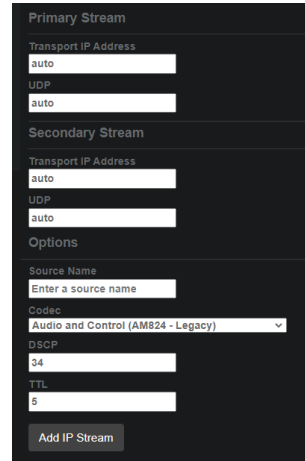 Primary Stream
Transport IP Address
auto
UDP
auto
Secondary Stream
Transport IP Address
auto
UDP
auto
Options
Source Name
Enter a source name
Codec
Audio and Control (AM824 - Legacy)
DSCP
34
TTL
5
Add IP Stream